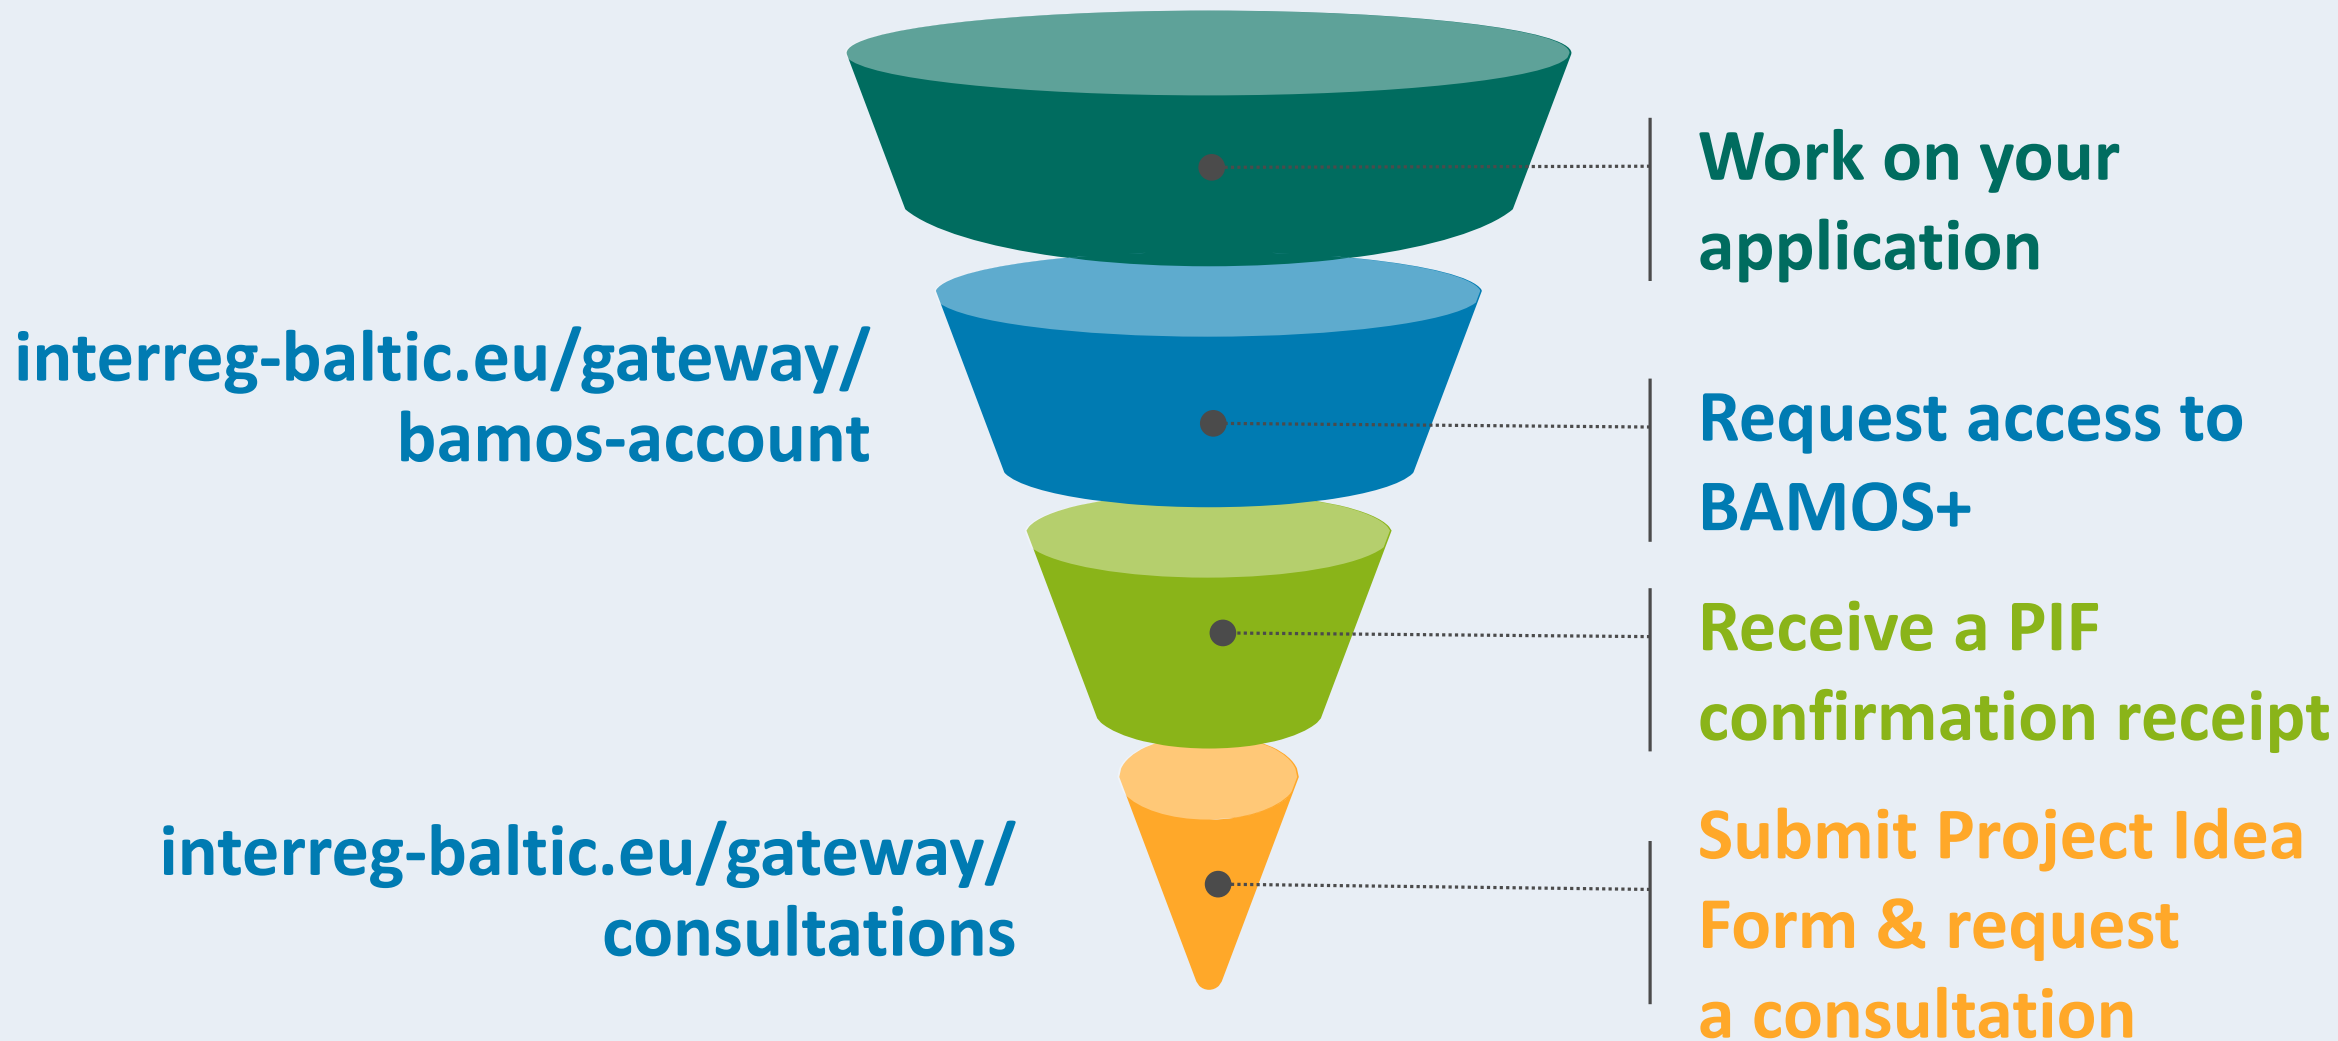 Work on your
application
interreg-baltic.eu/gateway/
bamos-account
Request access to
BAMOS+
Receive a PIF
confirmation receipt
interreg-baltic.eu/gateway/
consultations
Submit Project Idea
Form & request
a consultation